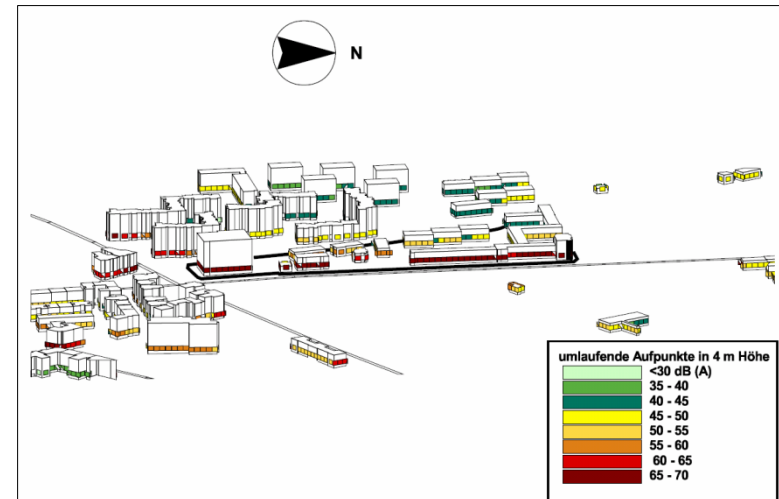 N
umlaufende Aufpunkte in 4 m Höhe
<30 dB (A)
35 - 40
40 - 45
45 - 50
50 - 55
55 - 60
60 - 65
65 - 70